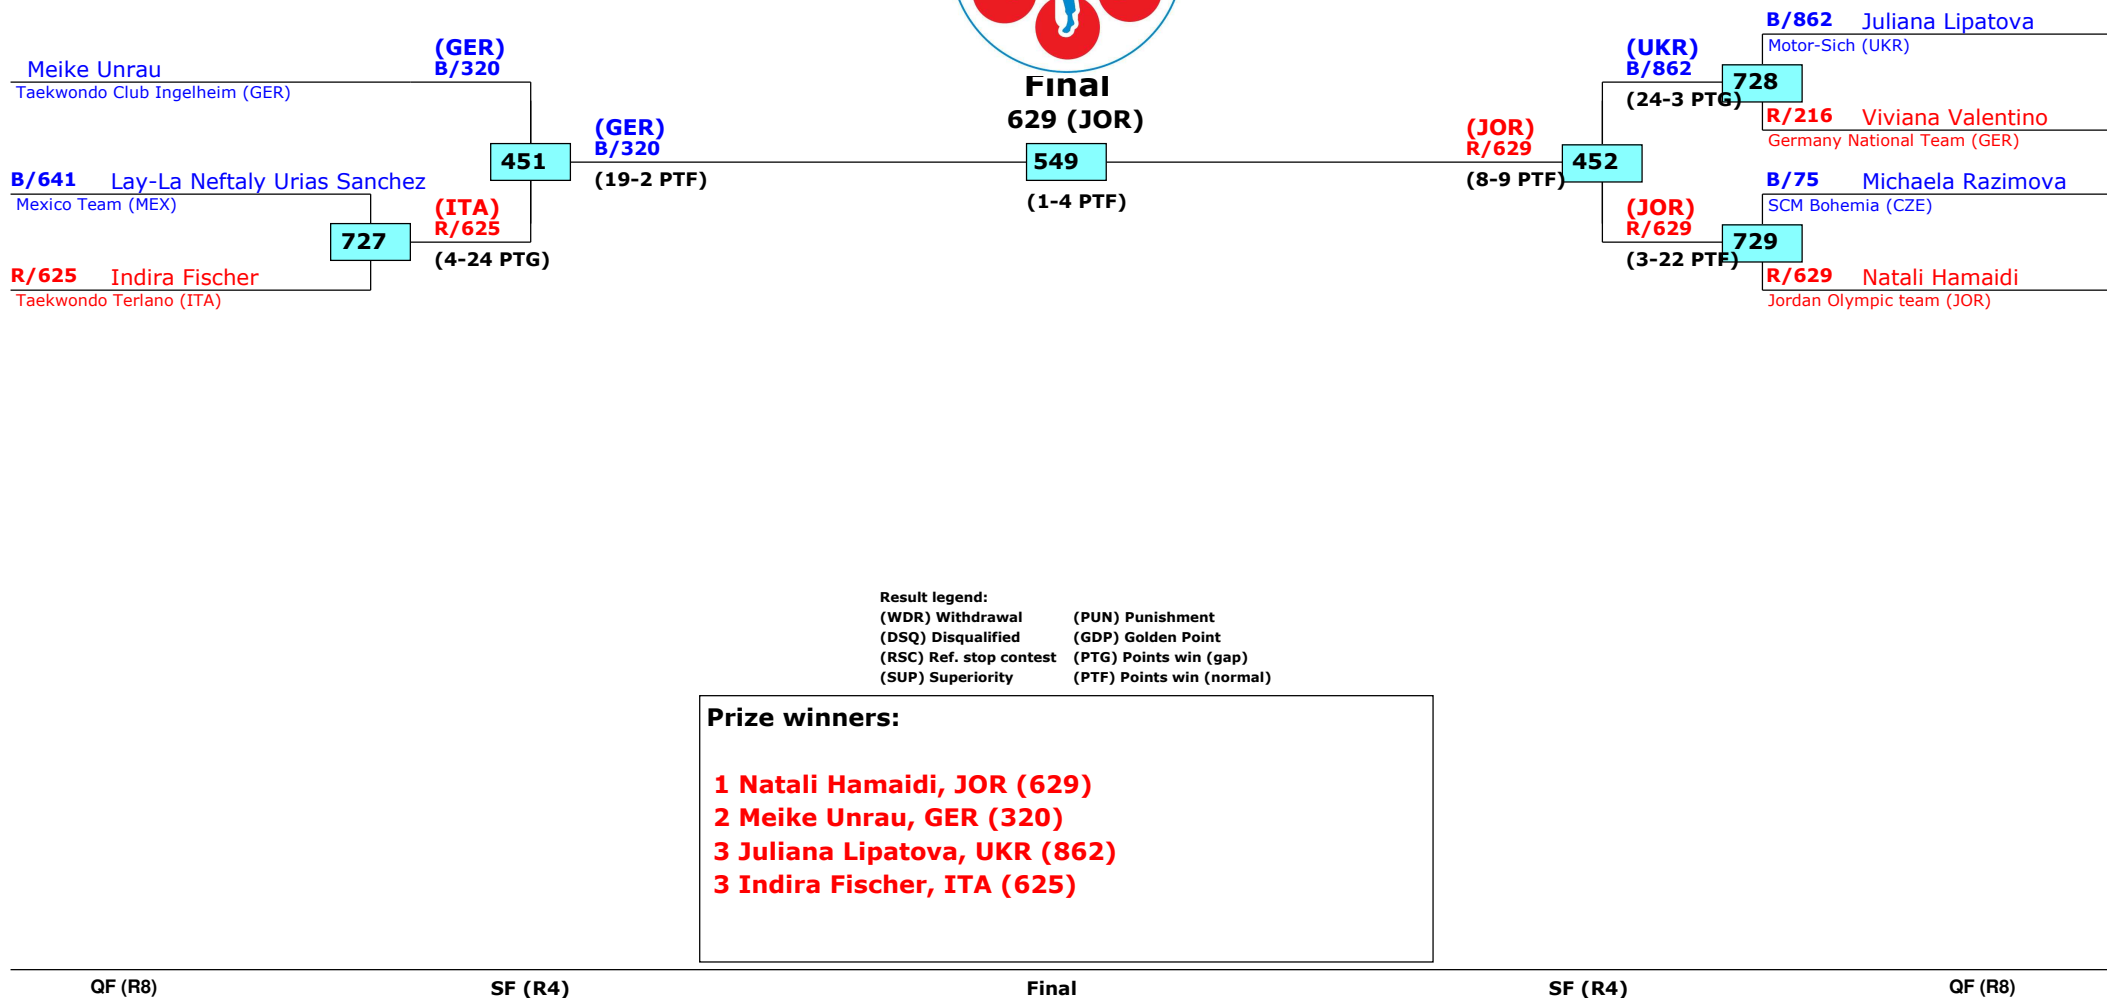 B/862 Juliana Lipatova
Motor-Sich (UKR)
(GER)
B/320
(UKR)
B/862
Meike Unrau
Taekwondo Club Ingelheim (GER)
Final
728
(24-3 PTG)
629 (JOR)
R/216 Viviana Valentino
Germany National Team (GER)
(GER)
B/320
(JOR)
R/629
451
549
452
(19-2 PTF)
(1-4 PTF)
(8-9 PTF)
B/641 Lay-La Neftaly Urias Sanchez
Mexico Team (MEX)
B/75 Michaela Razimova
SCM Bohemia (CZE)
(ITA)
R/625
(JOR)
R/629
727
729
(4-24 PTG)
(3-22 PTF)
R/625 Indira Fischer
Taekwondo Terlano (ITA)
R/629 Natali Hamaidi
Jordan Olympic team (JOR)
Result legend:
(WDR) Withdrawal (PUN) Punishment
(DSQ) Disqualified (GDP) Golden Point
(RSC) Ref. stop contest (PTG) Points win (gap)
(SUP) Superiority (PTF) Points win (normal)
Prize winners:
1 Natali Hamaidi, JOR (629)
2 Meike Unrau, GER (320)
3 Juliana Lipatova, UKR (862)
3 Indira Fischer, ITA (625)
QF (R8) SF (R4) Final SF (R4) QF (R8)